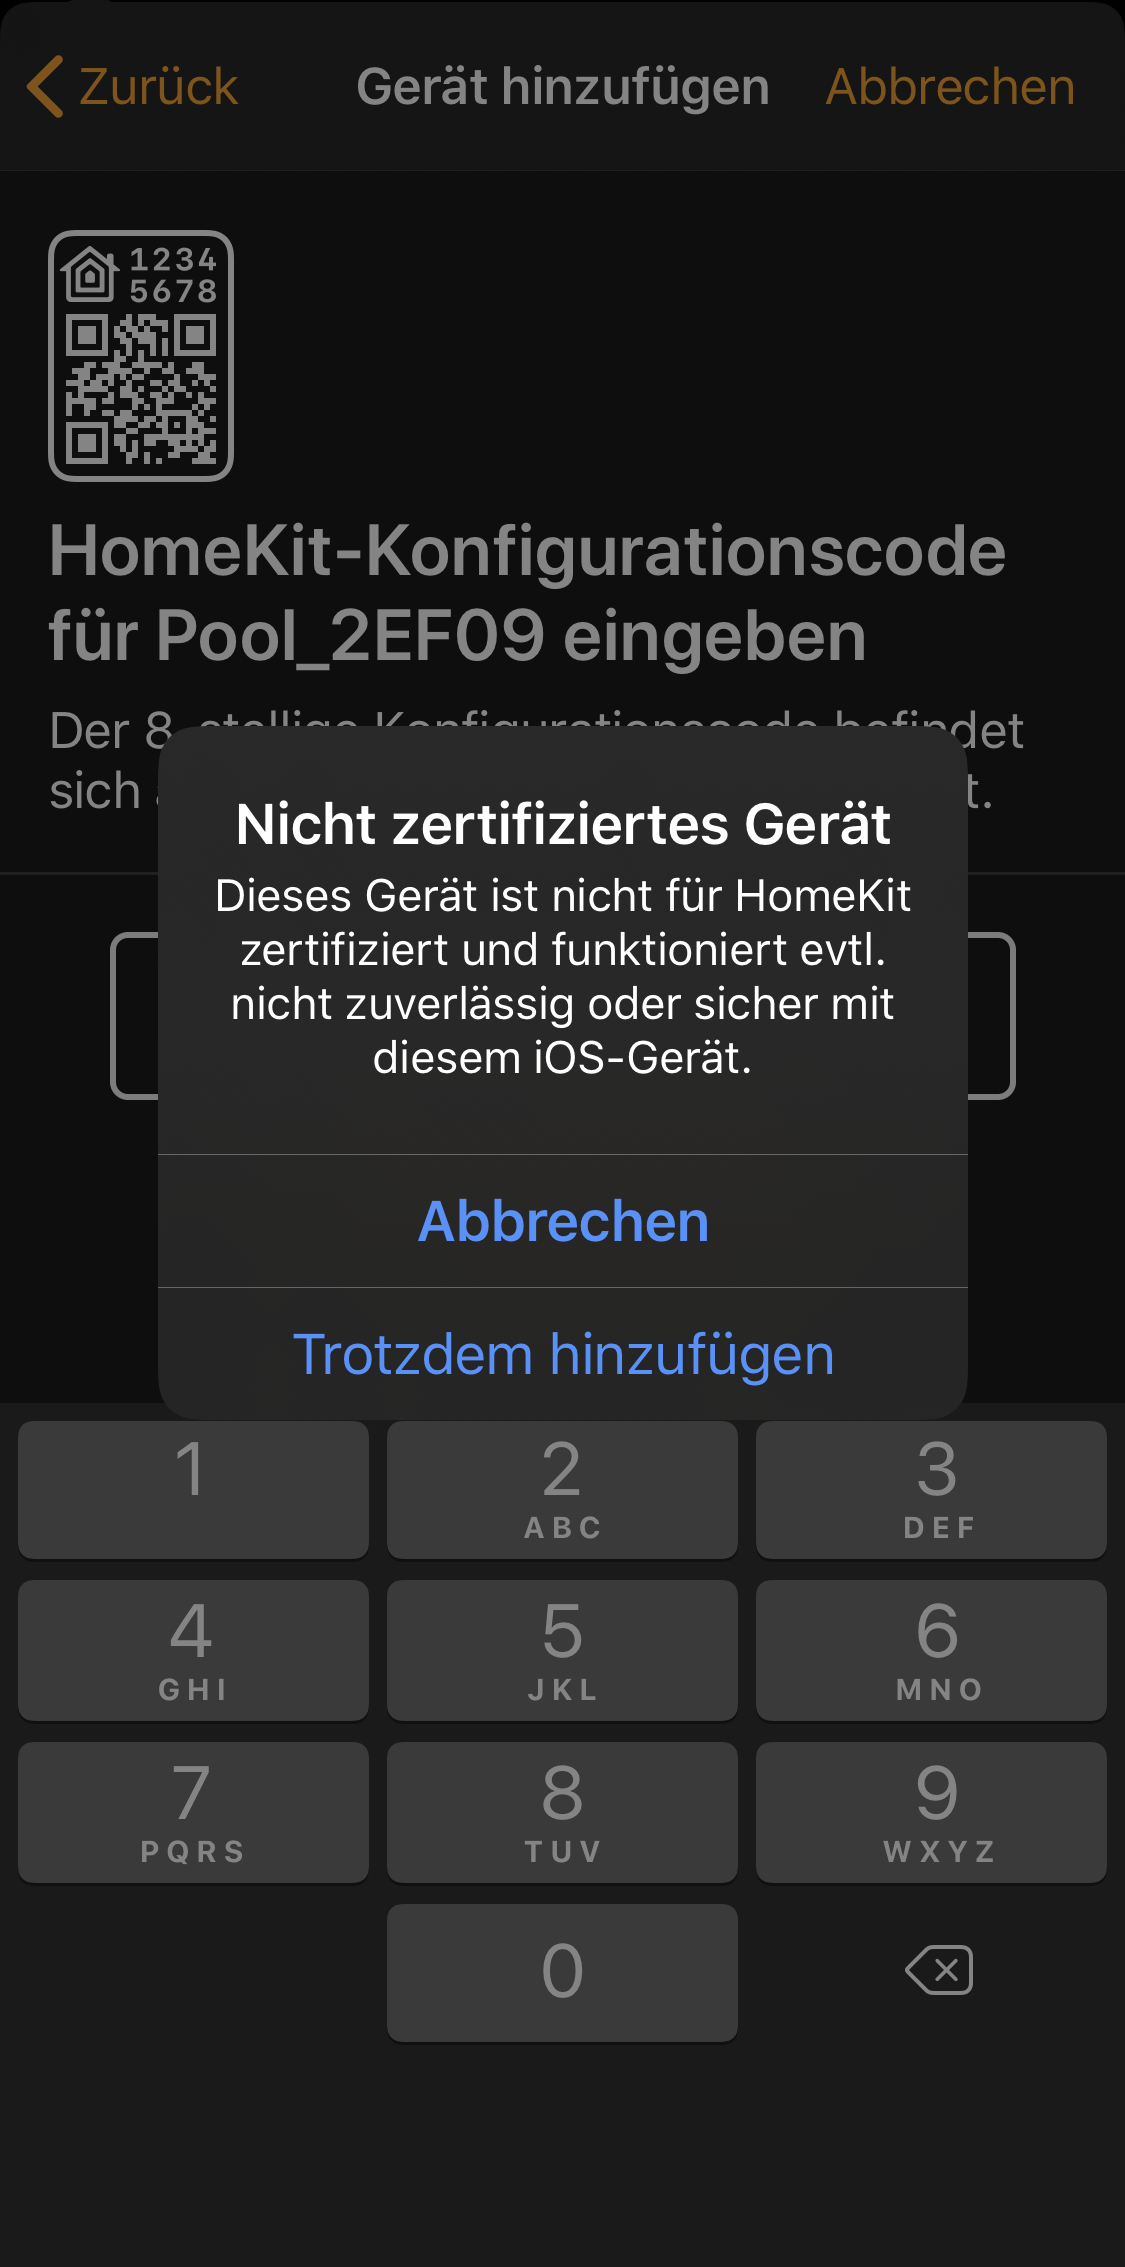 Zurück
Gerät hinzufügen
Abbrechen
1234
5678
HomeKit-Konfigurationscode
für Pool_2EF09 eingeben
Der 8-stellige Konfigurationscode befindet
sich
Nicht zertifiziertes Gerät
Dieses Gerät ist nicht für HomeKit
zertifiziert und funktioniert evtl.
nicht zuverlässig oder sicher mit
diesem iOS-Gerät.
Abbrechen
Trotzdem hinzufügen
1
2
ABC
3
DEF
4
GHI
5
JKL
6
MNO
7
PQRS
8
TUV
9
WXYZ
0